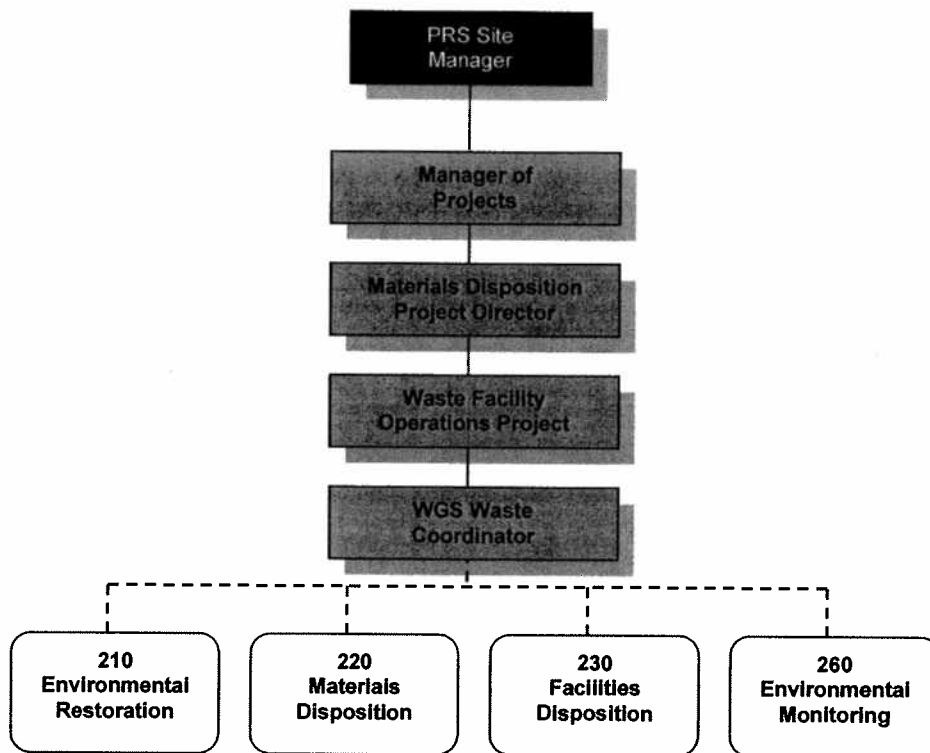 PRS Site
Manager
Manager of
Projects
Materials Disposition
Project Director
Waste Facility
Operations Project
WGS Waste
Coordinator
210
Environmental
Restoration
220
Materials
Disposition
230
Facilities
Disposition
260
Environmental
Monitoring